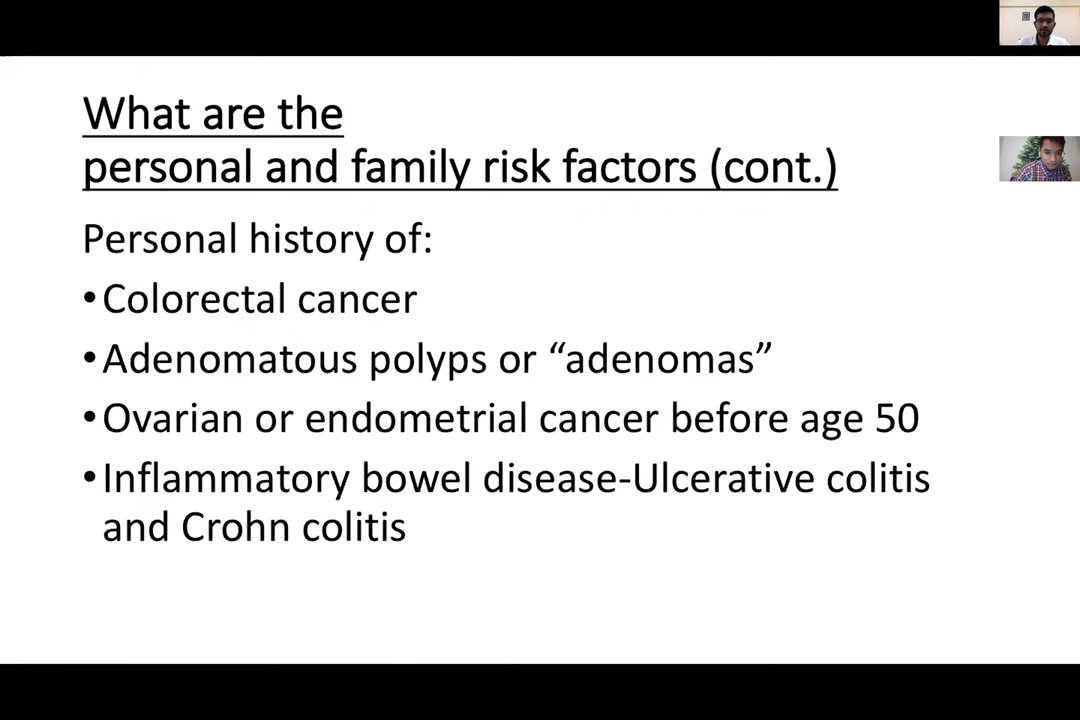 What are the
personal and family risk factors (cont.)
Personal history of:
•Colorectal cancer
•Adenomatous polyps or “adenomas”
•Ovarian or endometrial cancer before age 50
•Inflammatory bowel disease-Ulcerative colitis
and Crohn colitis